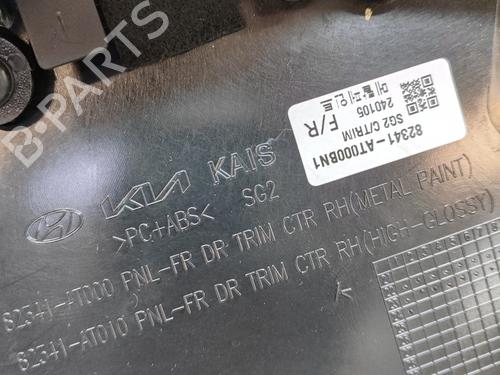 82341-AT000BN1
SG2 C/TRIM
240105
F/R
KIA KAIS
>PC+ABS< SG2
82341-AT000 PNL-FR DR TRIM CTR RH(METAL PAINT)
82341-AT010 PNL-FR DR TRIM CTR RH(HIGH-GLOSSY)